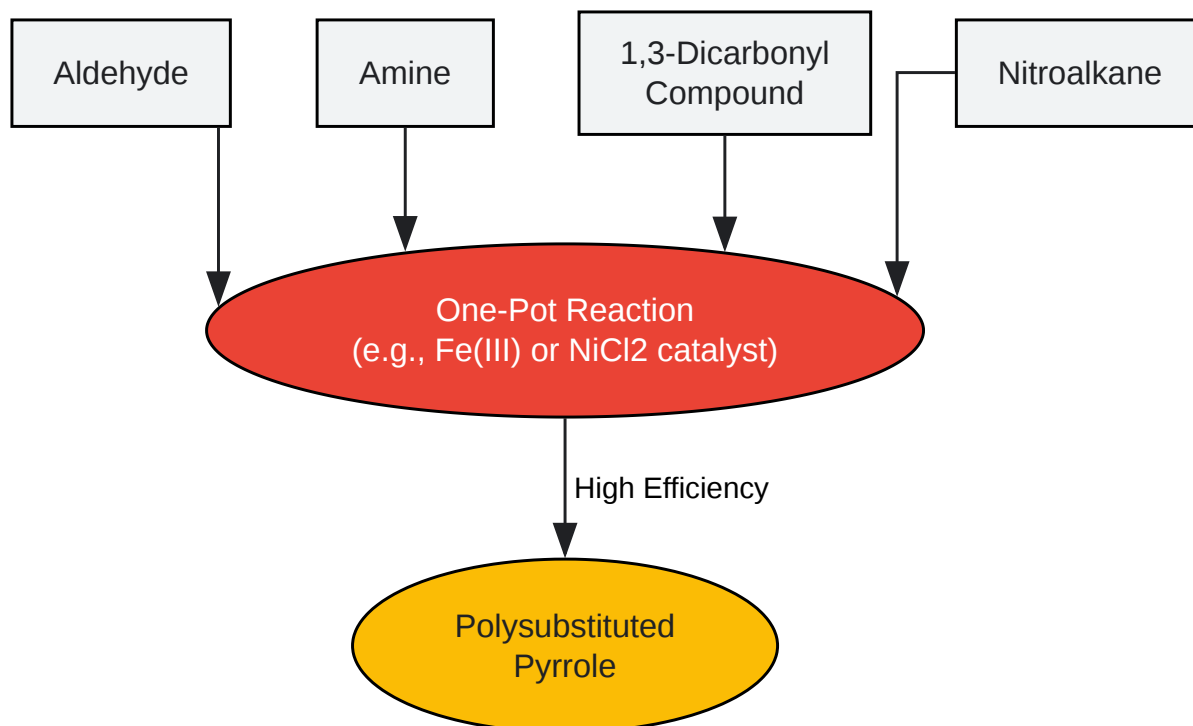 Aldehyde
Amine
1,3-Dicarbonyl
Compound
Nitroalkane
One-Pot Reaction
(e.g., Fe(III) or NiCl2 catalyst)
High Efficiency
Polysubstituted
Pyrrole